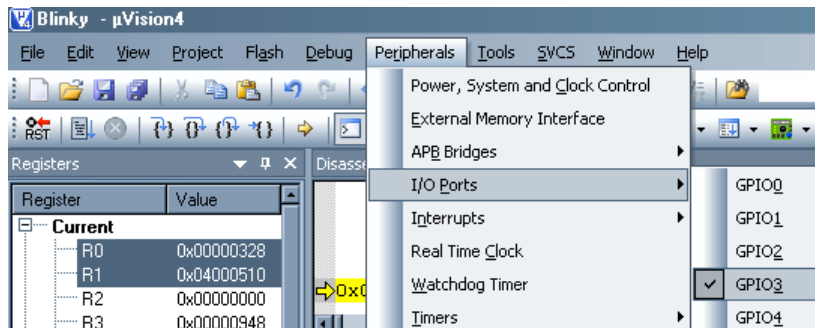 Blinky - µVision4
File Edit View Project Flash Debug Peripherals Tools SVCS Window Help
Power, System and Clock Control
External Memory Interface
RST
APB Bridges
Registers Disasse
I/O Ports GPIO0
Register Value
Interrupts GPIO1
Current
R0 0x00000328
Real Time Clock GPIO2
R1 0x04000510
Watchdog Timer GPIO3
R2 0x00000000
0x0
R3 0x00000948
Timers GPIO4